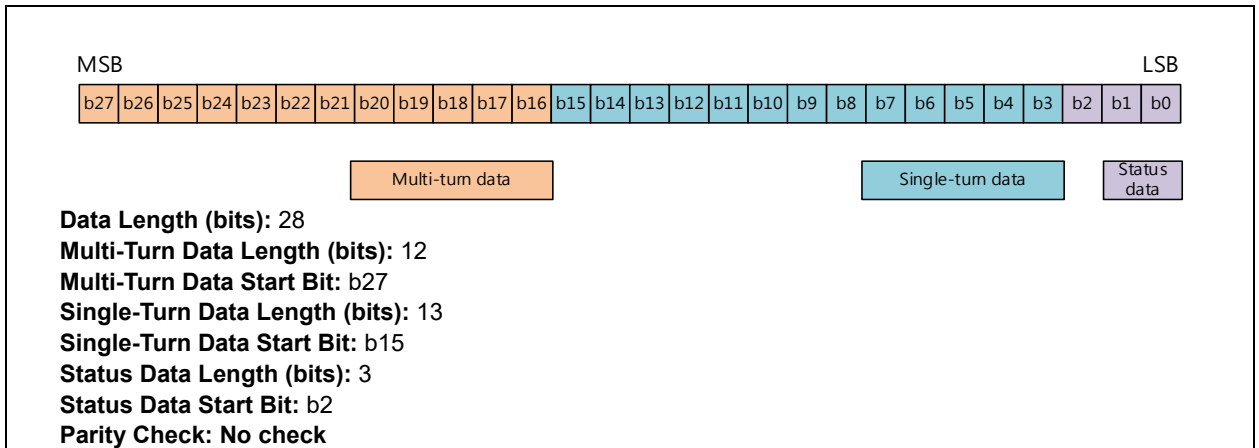 MSB LSB
b27 b26 b25 b24 b23 b22 b21 b20 b19 b18 b17 b16 b15 b14 b13 b12 b11 b10 b9 b8 b7 b6 b5 b4 b3 b2 b1 b0
Multi-turn data Single-turn data Status
data
Data Length (bits): 28
Multi-Turn Data Length (bits): 12
Multi-Turn Data Start Bit: b27
Single-Turn Data Length (bits): 13
Single-Turn Data Start Bit: b15
Status Data Length (bits): 3
Status Data Start Bit: b2
Parity Check: No check